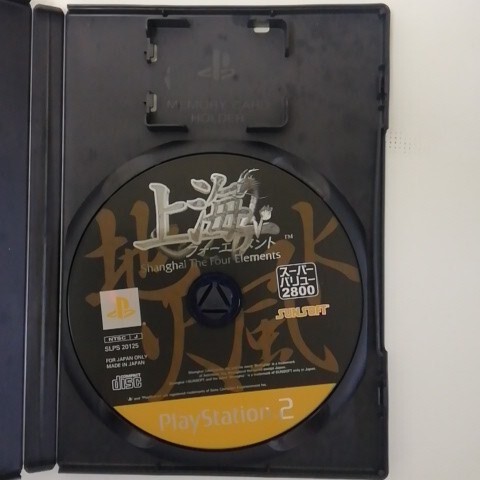 MEMORY CARD
HOLDER
上海
フォーエレメント
TM
Shanghai The Four Elements
地 水
火 風
スーパー
バリュー
2800
SUNSOFT
NTSC J
SLPS 20125
FOR JAPAN ONLY
MADE IN JAPAN
COMPACT
disc
PlayStation 2